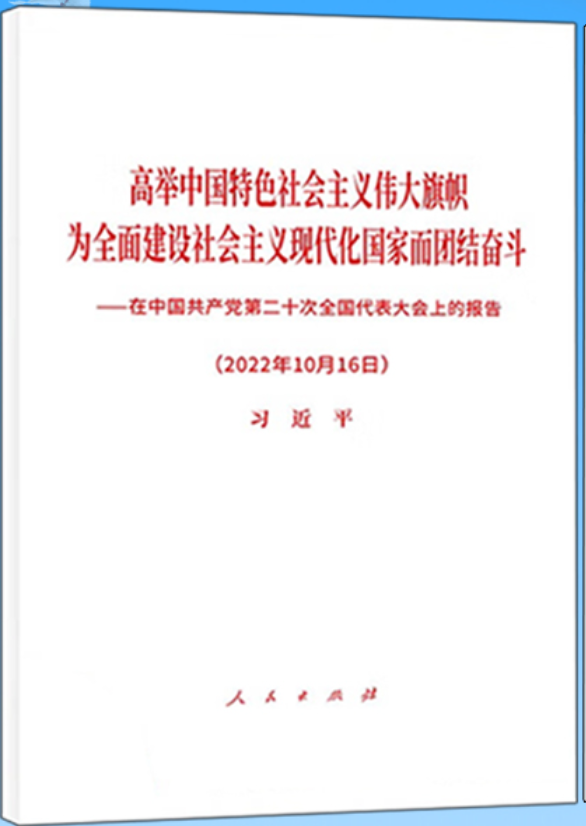 高举中国特色社会主义伟大旗帜
为全面建设社会主义现代化国家而团结奋斗
——在中国共产党第二十次全国代表大会上的报告
(2022年10月16日)
习近平
人民出版社